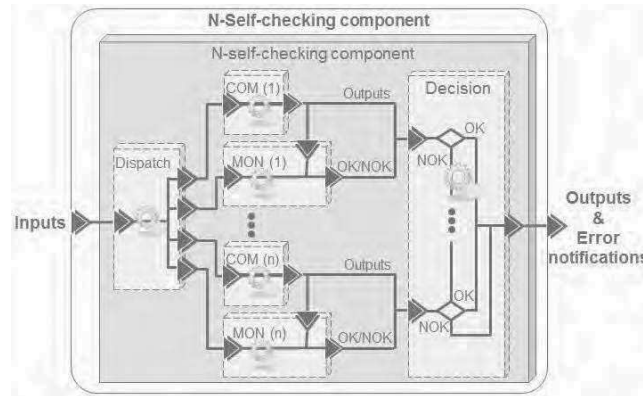 N-Self-checking component
N-self-checking component
COM (1)
Outputs
Decision
Dispatch
MON (1)
OK/NOK
OK
NOK
Inputs
Outputs
&
Error
notifications
COM (n)
Outputs
MON (n)
OK/NOK
OK
NOK